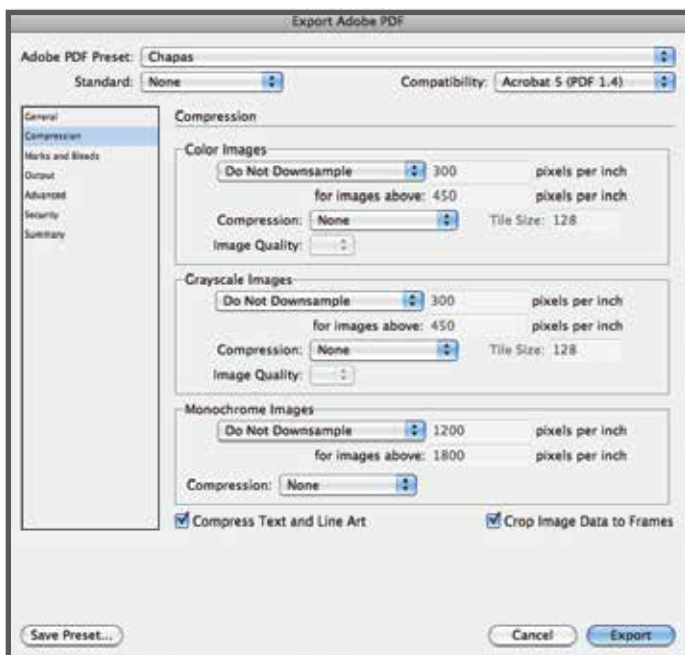 Export Adobe PDF
Adobe PDF Preset: Chapas
Standard: None Compatibility: Acrobat 5 (PDF 1.4)
General
Compression
Marks and Bleeds
Output
Advanced
Security
Summary
Compression
Color Images
Do Not Downsample 300 pixels per inch
for images above: 450 pixels per inch
Compression: None Tile Size: 128
Image Quality:
Grayscale Images
Do Not Downsample 300 pixels per inch
for images above: 450 pixels per inch
Compression: None Tile Size: 128
Image Quality:
Monochrome Images
Do Not Downsample 1200 pixels per inch
for images above: 1800 pixels per inch
Compression: None
Compress Text and Line Art Crop Image Data to Frames
Save Preset... Cancel Export